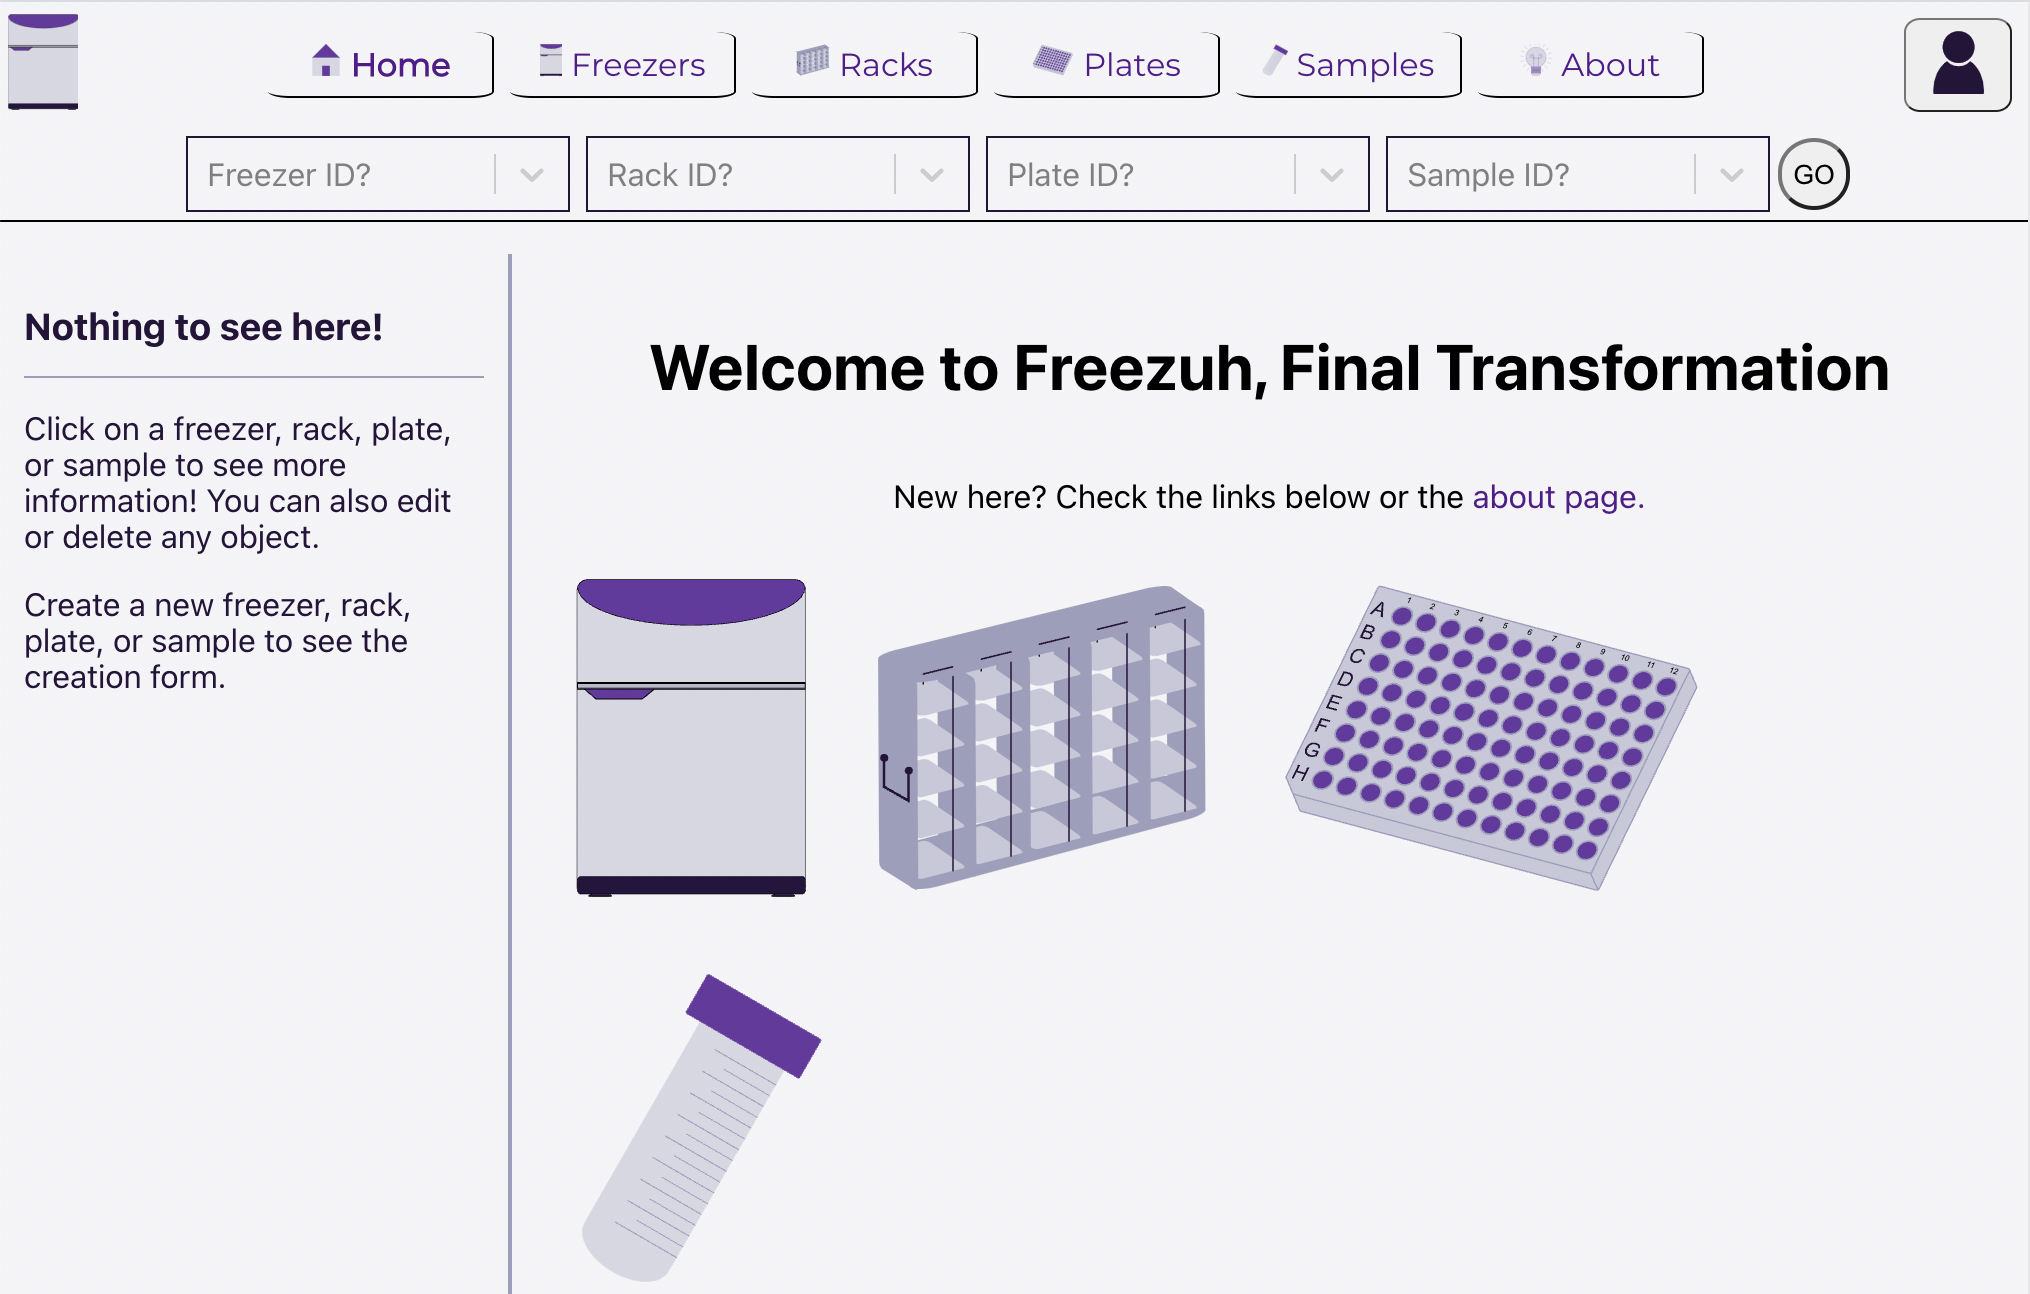 Home
Freezers
Racks
Plates
Samples
About
Freezer ID?
Rack ID?
Plate ID?
Sample ID?
GO
Nothing to see here!
Click on a freezer, rack, plate,
or sample to see more
information! You can also edit
or delete any object.
Create a new freezer, rack,
plate, or sample to see the
creation form.
Welcome to Freezuh, Final Transformation
New here? Check the links below or the about page.
1 2 3 4 5 6 7 8 9 10 11 12
A
B
C
D
E
F
G
H